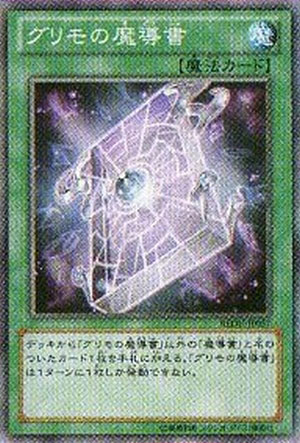 グリモの魔導書
魔
【魔法カード】
デッキから「グリモの魔導書」以外の「魔導書」と名の
ついたカード1枚を手札に加える。「グリモの魔導書」
は1ターンに1枚しか発動できない。